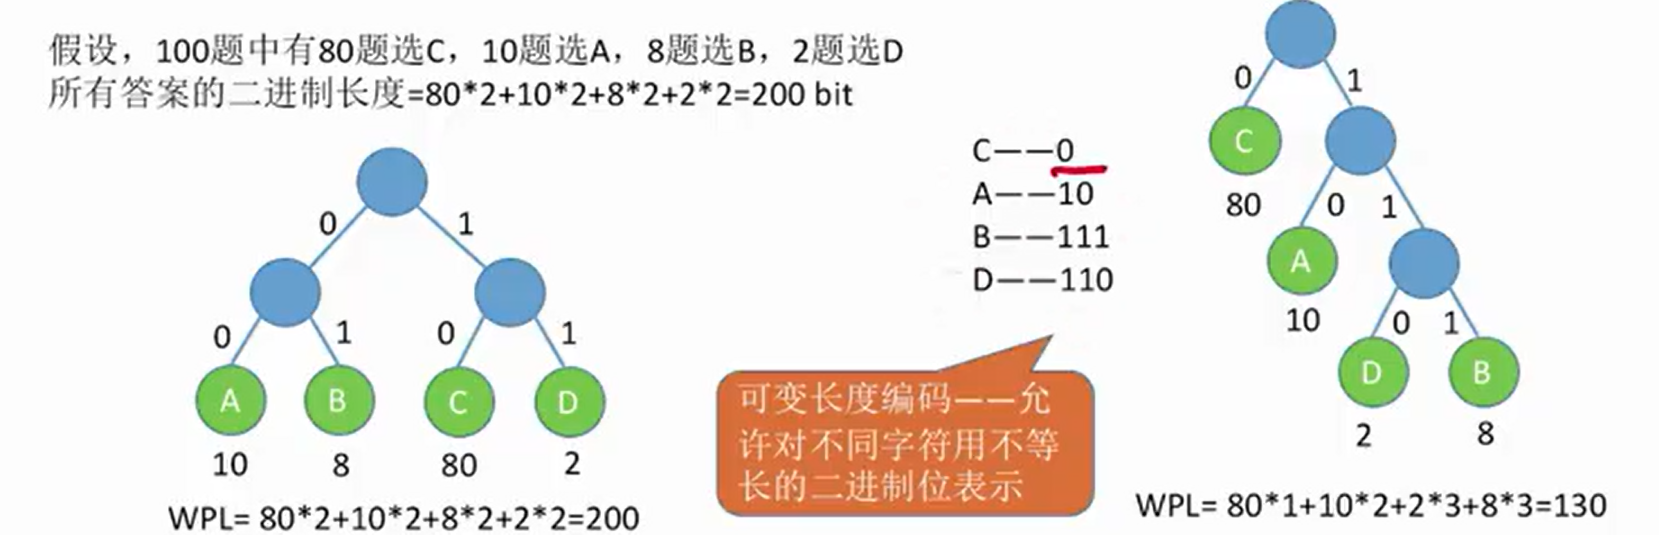 假设，100题中有80题选C，10题选A，8题选B，2题选D
所有答案的二进制长度=80*2+10*2+8*2+2*2=200 bit
0
1
0
1
0
1
A
B
C
D
10
8
80
2
WPL= 80*2+10*2+8*2+2*2=200
C——0
A——10
B——111
D——110
可变长度编码——允
许对不同字符用不等
长的二进制位表示
0
1
C
80
0
1
A
10
0
1
D
B
2
8
WPL= 80*1+10*2+2*3+8*3=130